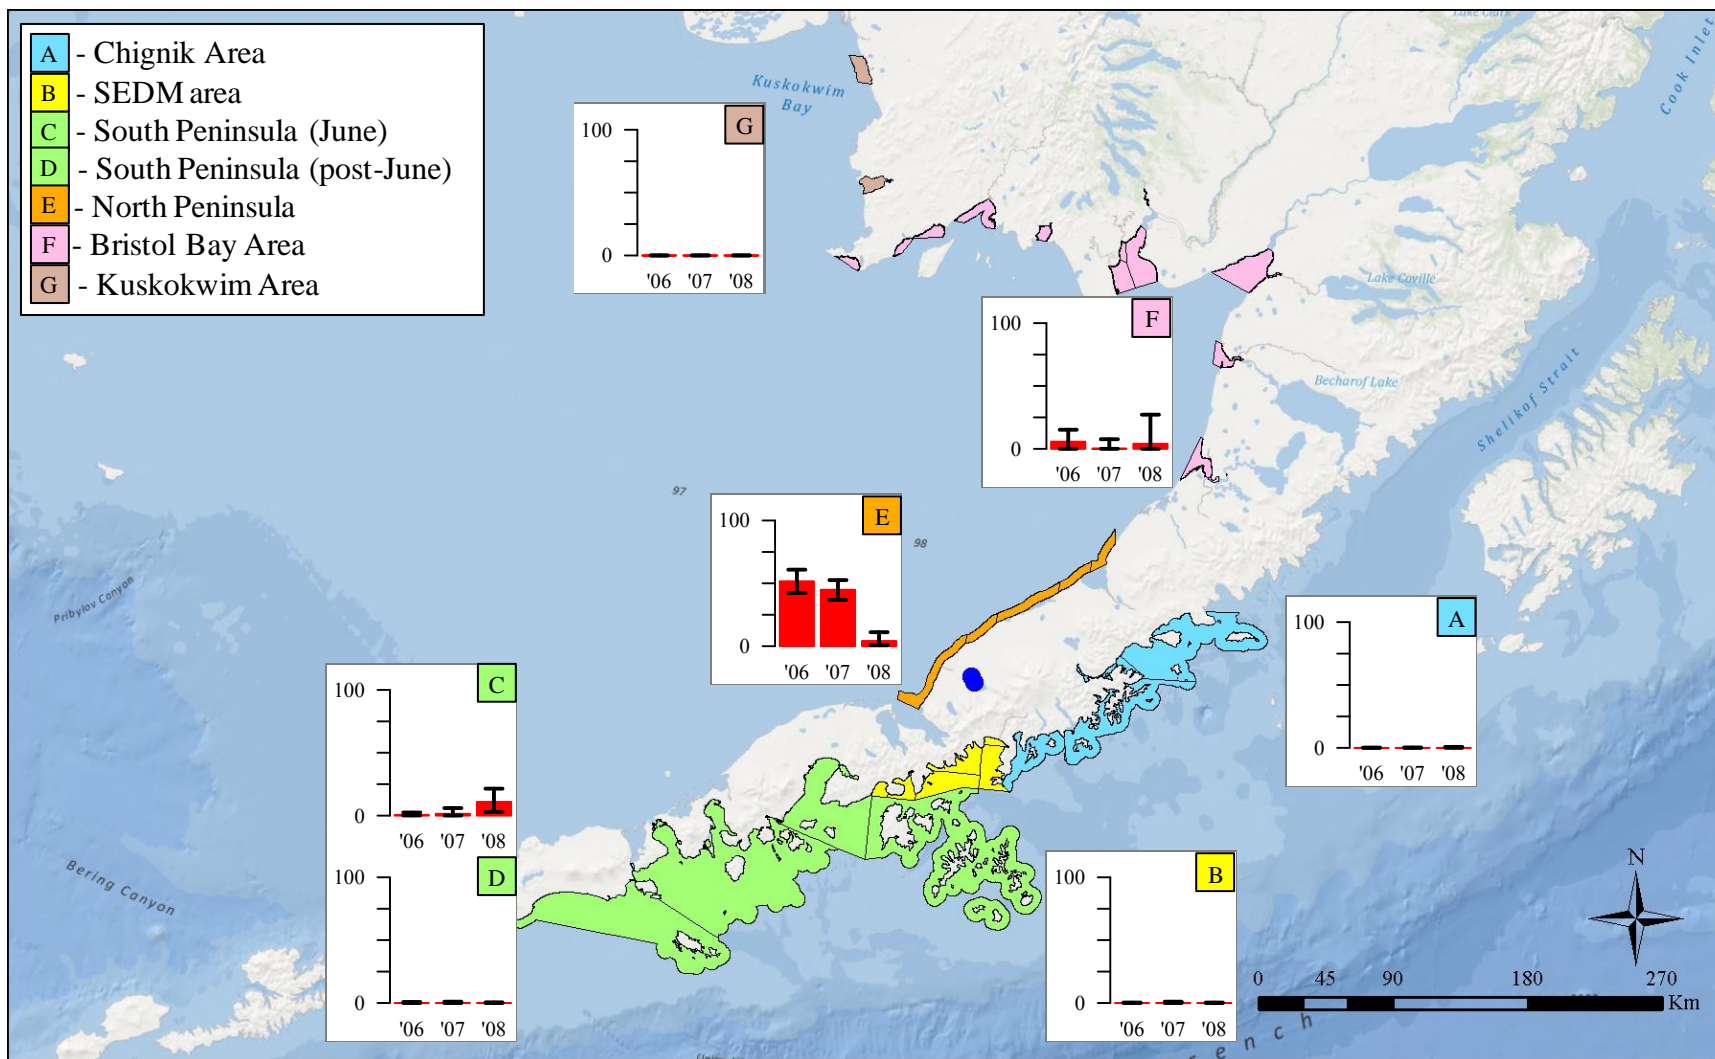 A - Chignik Area
B - SEDM area
C - South Peninsula (June)
D - South Peninsula (post-June)
E - North Peninsula
F - Bristol Bay Area
G - Kuskokwim Area
Kuskokwim
Bay
Lake Clark
Cook Inlet
G
100
0
'06 '07 '08
Lake Coville
F
100
0
'06 '07 '08
Becharof Lake
Shelikof Strait
97
98
E
100
0
'06 '07 '08
Pribylov Canyon
A
100
0
'06 '07 '08
C
100
0
'06 '07 '08
D
100
0
'06 '07 '08
Bering Canyon
B
100
0
'06 '07 '08
N
0 45 90 180 270
Km
rench